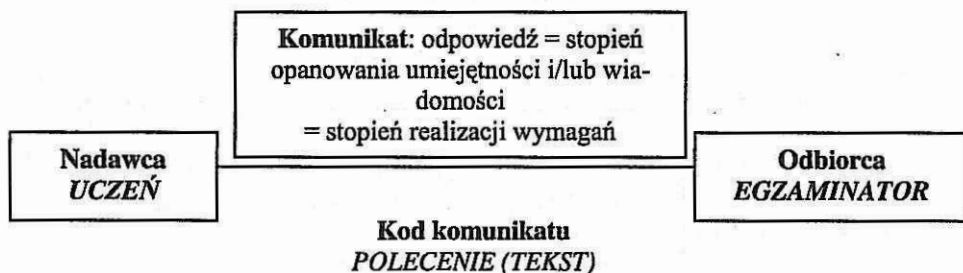 Komunikat: odpowiedź = stopień
opanowania umiejętności i/lub wia-
domości
= stopień realizacji wymagań
Nadawca
UCZEŃ
Odbiorca
EGZAMINATOR
Kod komunikatu
POLECENIE (TEKST)